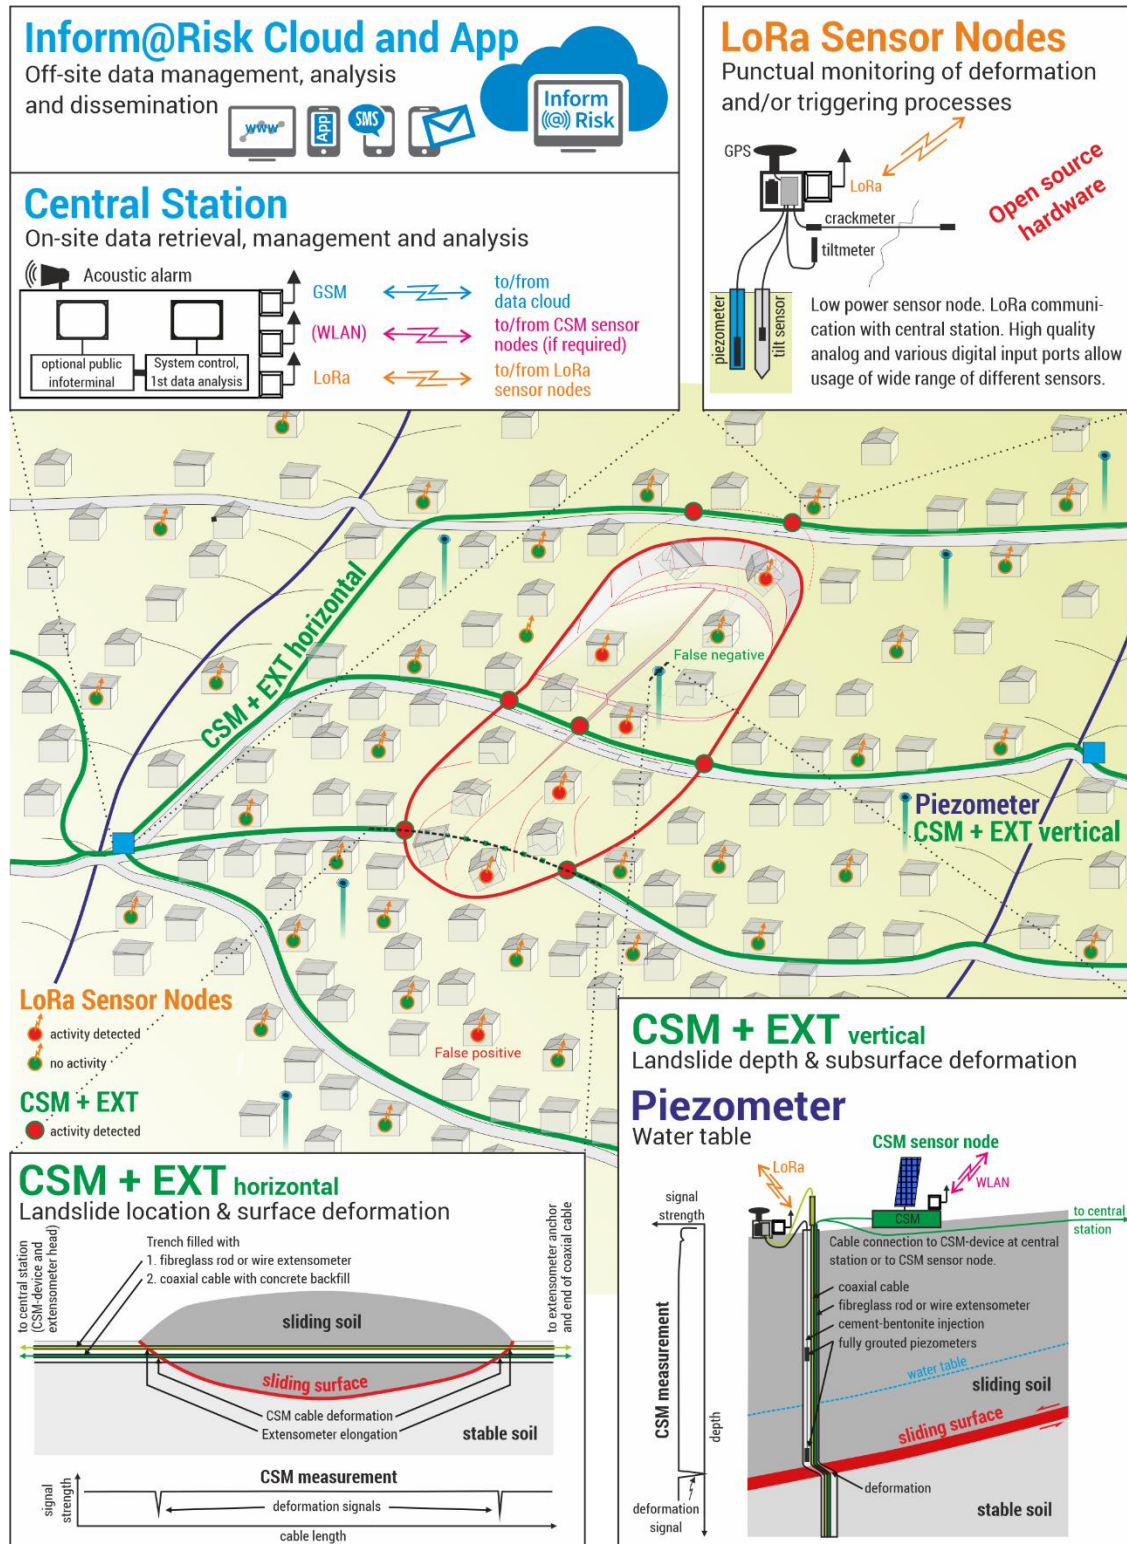 Inform@Risk Cloud and App
Off-site data management, analysis
and dissemination
www
App
SMS
Inform
(@) Risk
LoRa Sensor Nodes
Punctual monitoring of deformation
and/or triggering processes
GPS
LoRa
Open source
hardware
crackmeter
tiltmeter
piezometer
tilt sensor
Low power sensor node. LoRa communi-
cation with central station. High quality
analog and various digital input ports allow
usage of wide range of different sensors.
Central Station
On-site data retrieval, management and analysis
Acoustic alarm
optional public
infoterminal
System control,
1st data analysis
GSM
to/from
data cloud
(WLAN)
to/from CSM sensor
nodes (if required)
LoRa
to/from LoRa
sensor nodes
CSM + EXT horizontal
False negative
Piezometer
CSM + EXT vertical
False positive
LoRa Sensor Nodes
activity detected
no activity
CSM + EXT
activity detected
CSM + EXT horizontal
Landslide location & surface deformation
to central station
(CSM-device and
extensometer head)
Trench filled with
1. fibreglass rod or wire extensometer
2. coaxial cable with concrete backfill
to extensometer anchor
and end of coaxial cable
sliding soil
sliding surface
CSM cable deformation
Extensometer elongation
stable soil
CSM measurement
signal
strength
deformation signals
cable length
CSM + EXT vertical
Landslide depth & subsurface deformation
Piezometer
Water table
CSM sensor node
LoRa
WLAN
signal
strength
CSM
to central
station
Cable connection to CSM-device at central
station or to CSM sensor node.
coaxial cable
fibreglass rod or wire extensometer
cement-bentonite injection
fully grouted piezometers
CSM measurement
depth
water table
sliding soil
sliding surface
deformation
deformation
signal
stable soil